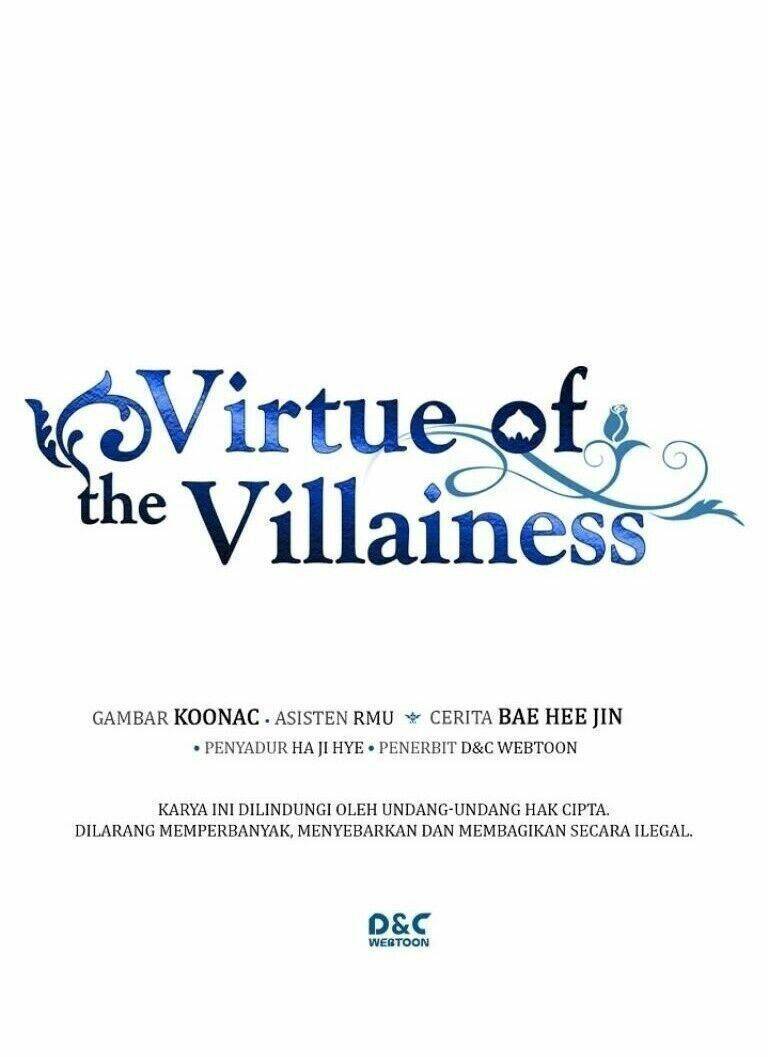 Virtue of
the Villainess
GAMBAR KOONAC • ASISTEN RMU CERITA BAE HEE JIN
• PENYADUR HA JI HYE • PENERBIT D&C WEBTOON
KARYA INI DILINDUNGI OLEH UNDANG-UNDANG HAK CIPTA.
DILARANG MEMPERBANYAK, MENYEBARKAN DAN MEMBAGIKAN SECARA ILEGAL.
D&C
WEBTOON